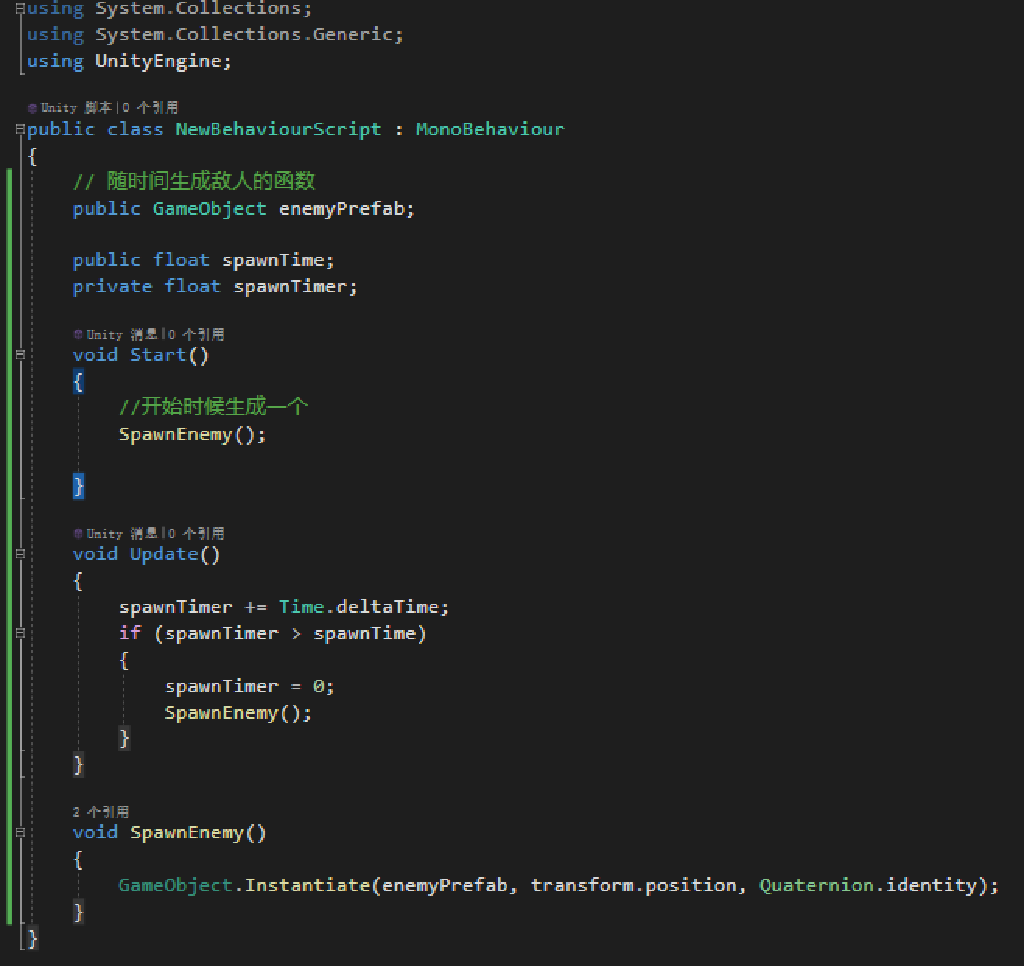 using System.Collections;
using System.Collections.Generic;
using UnityEngine;
Unity 脚本|0 个引用
public class NewBehaviourScript : MonoBehaviour
{
// 随时间生成敌人的函数
public GameObject enemyPrefab;
public float spawnTime;
private float spawnTimer;
Unity 消息|0 个引用
void Start()
{
//开始时候生成一个
SpawnEnemy();
}
Unity 消息|0 个引用
void Update()
{
spawnTimer += Time.deltaTime;
if (spawnTimer > spawnTime)
{
spawnTimer = 0;
SpawnEnemy();
}
}
2 个引用
void SpawnEnemy()
{
GameObject.Instantiate(enemyPrefab, transform.position, Quaternion.identity);
}
}